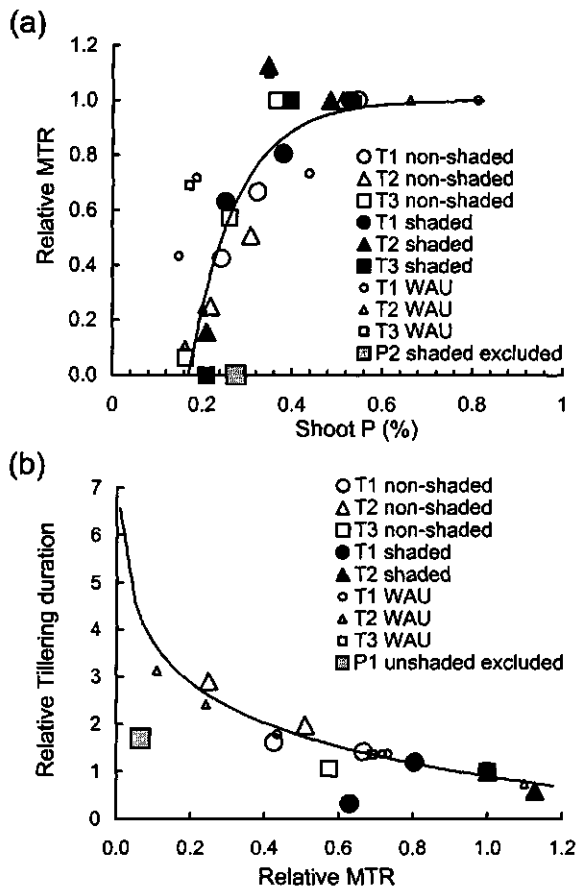 (a)
1.2
1.0
0.8
0.6
0.4
0.2
0.0
Relative MTR
T1 non-shaded
T2 non-shaded
T3 non-shaded
T1 shaded
T2 shaded
T3 shaded
T1 WAU
T2 WAU
T3 WAU
P2 shaded excluded
0 0.2 0.4 0.6 0.8 1
Shoot P (%)
(b)
7
6
5
4
3
2
1
0
Relative Tillering duration
T1 non-shaded
T2 non-shaded
T3 non-shaded
T1 shaded
T2 shaded
T1 WAU
T2 WAU
T3 WAU
P1 unshaded excluded
0.0 0.2 0.4 0.6 0.8 1.0 1.2
Relative MTR